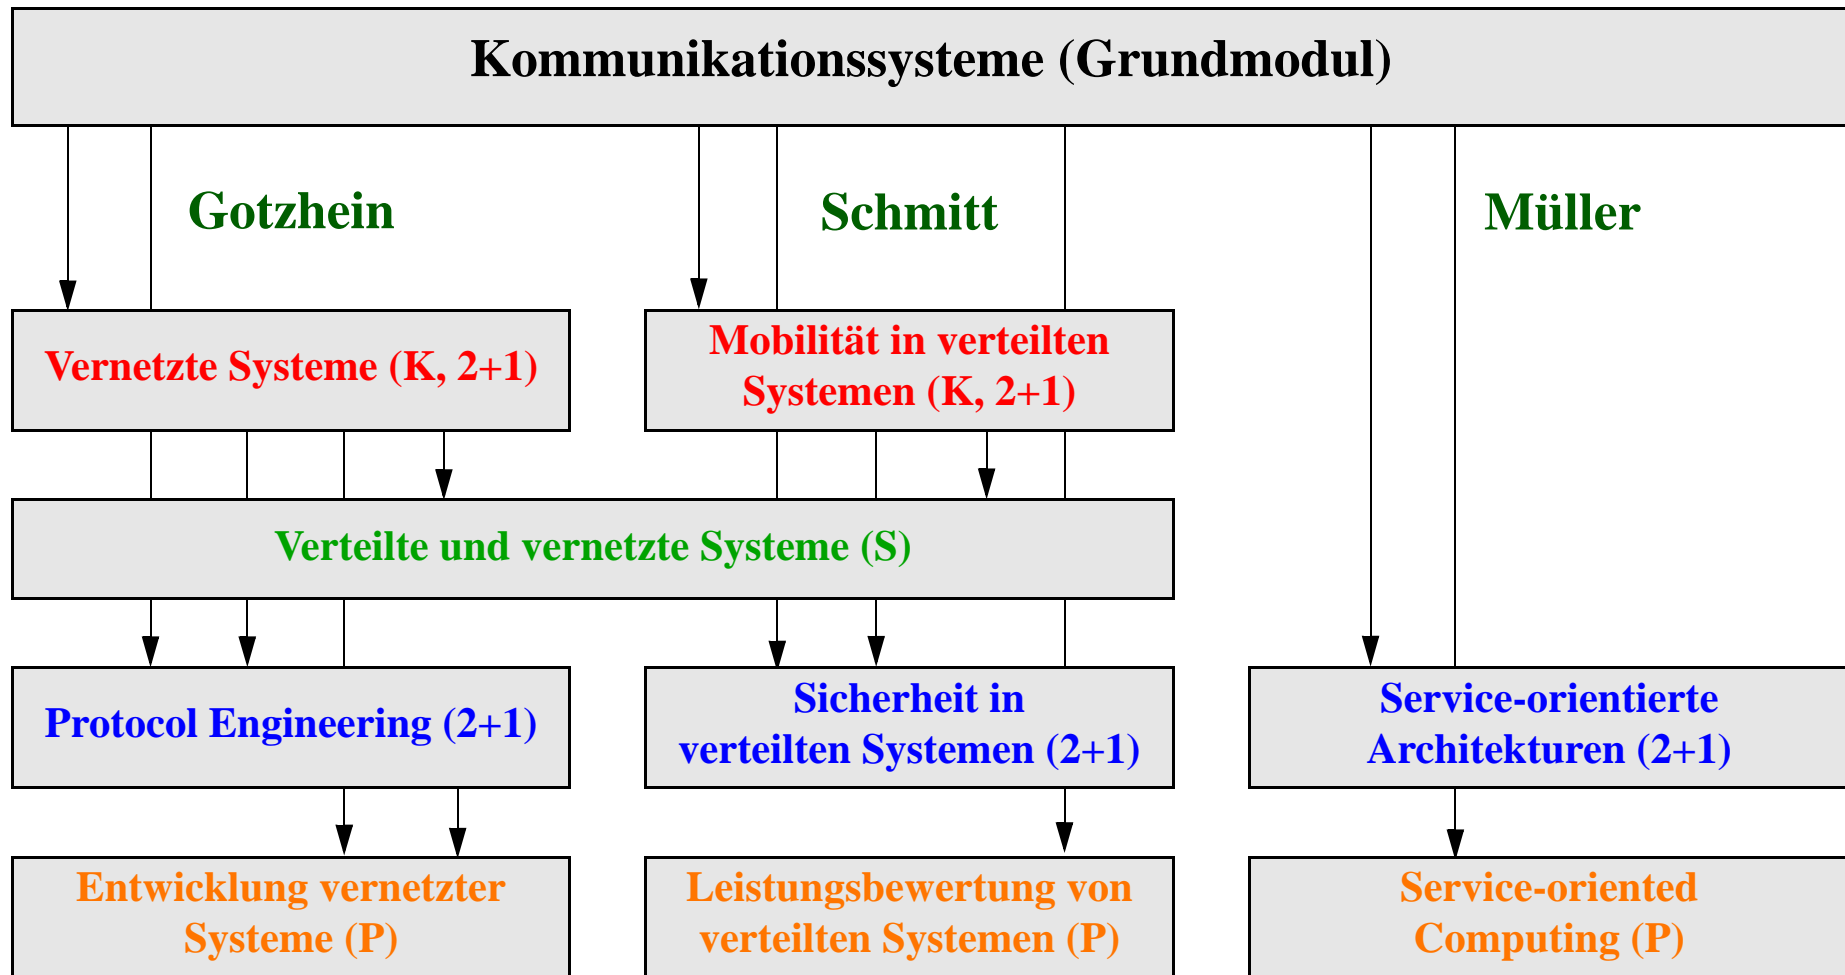 Kommunikationssysteme (Grundmodul)
Gotzhein
Schmitt
Müller
Vernetzte Systeme (K, 2+1)
Mobilität in verteilten
Systemen (K, 2+1)
Verteilte und vernetzte Systeme (S)
Protocol Engineering (2+1)
Sicherheit in
verteilten Systemen (2+1)
Service-orientierte
Architekturen (2+1)
Entwicklung vernetzter
Systeme (P)
Leistungsbewertung von
verteilten Systemen (P)
Service-oriented
Computing (P)